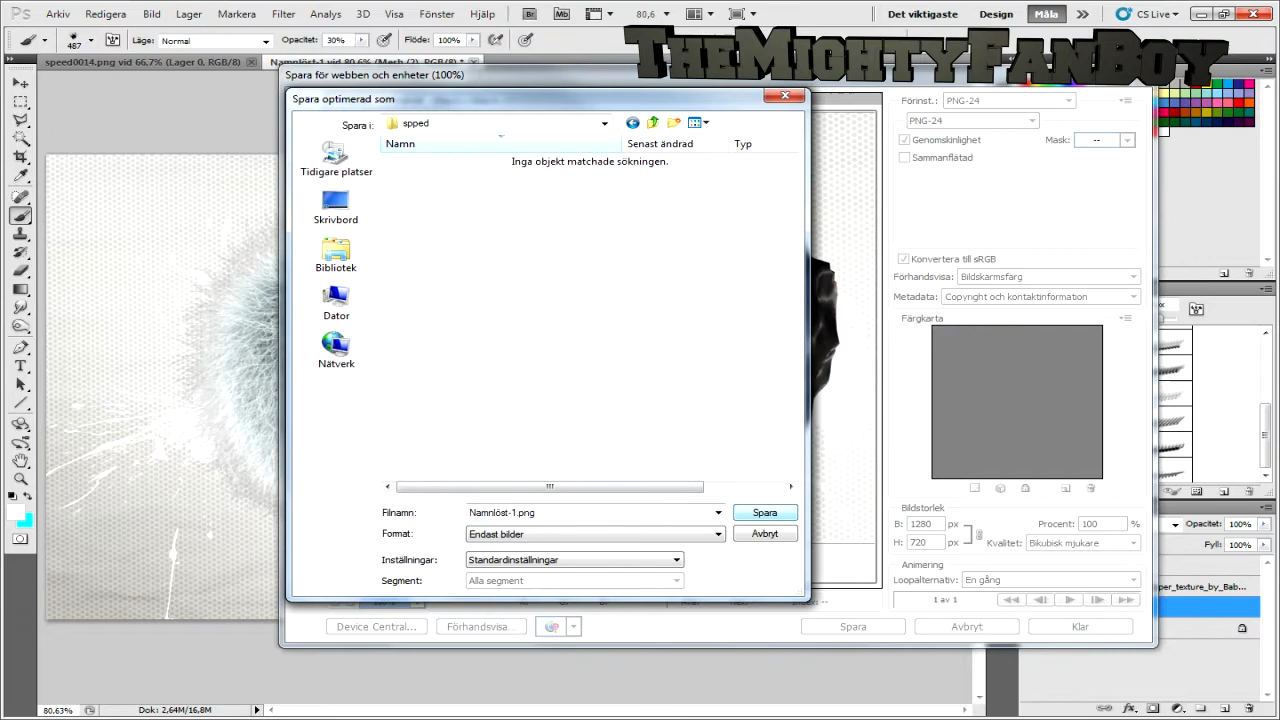 Ps Arkiv Redigera Bild Lager Markera Filter Analys 3D Visa Fönster Hjälp Br Mb 80,6 Det viktigaste Design Måla CS Live
487 Läge: Normal Opacitet: 30% Flöde: 100%
THEMIGHTYFANBOY
speed0014.png vid 66,7% (Lager 0, RGB/8)
Spara för webben och enheter (100%)
Spara optimerad som
Spara i: spped
Namn Senast ändrad Typ
Inga objekt matchade sökningen.
Tidigare platser
Skrivbord
Bibliotek
Dator
Nätverk
Filnamn: Namnlöst-1.png Spara
Format: Endast bilder Avbryt
Inställningar: Standardinställningar
Segment: Alla segment
Förinst.: PNG-24
PNG-24
Genomskinlighet Mask: --
Sammanflätad
Konvertera till sRGB
Förhandsvisa: Bildskärmsfärg
Metadata: Copyright och kontaktinformation
Färgkarta
Bildstorlek
B: 1280 px Procent: 100 %
H: 720 px Kvalitet: Bikubisk mjukare
Animering
Loopalternativ: En gång
1 av 1
Device Central... Förhandsvisa... Spara Avbryt Klar
Opacitet: 100%
Fyll: 100%
per_texture_by_Bab...
80.63% Dok: 2,64M/16,8M